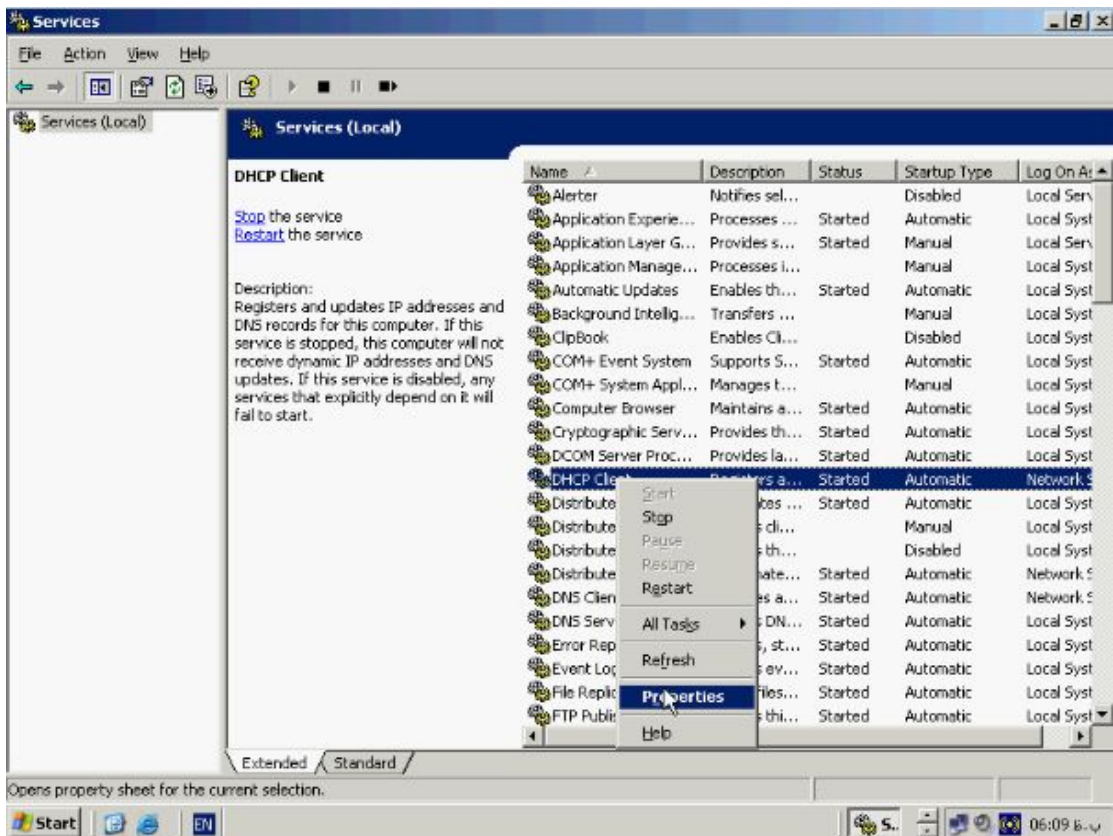 Services
File Action View Help
Services (Local)
Services (Local)
DHCP Client
Stop the service
Restart the service
Description:
Registers and updates IP addresses and
DNS records for this computer. If this
service is stopped, this computer will not
receive dynamic IP addresses and DNS
updates. If this service is disabled, any
services that explicitly depend on it will
fail to start.
Name Description Status Startup Type Log On As
Alerter Notifies sel... Disabled Local Serv
Application Experie... Processes ... Started Automatic Local Syst
Application Layer G... Provides s... Started Manual Local Serv
Application Manage... Processes i... Manual Local Syst
Automatic Updates Enables th... Started Automatic Local Syst
Background Intellig... Transfers ... Manual Local Syst
ClipBook Enables Cli... Disabled Local Syst
COM+ Event System Supports S... Started Automatic Local Syst
COM+ System Appl... Manages t... Manual Local Syst
Computer Browser Maintains a... Started Automatic Local Syst
Cryptographic Serv... Provides th... Started Automatic Local Syst
DCOM Server Proc... Provides la... Started Automatic Local Syst
DHCP Clie Started Automatic Network S
Distribute tes ... Started Automatic Local Syst
Distribute s cli... Manual Local Syst
Distribute s th... Disabled Local Syst
Distribute ate... Started Automatic Network S
DNS Clien es a... Started Automatic Network S
DNS Serv s DN... Started Automatic Local Syst
Error Rep s, st... Started Automatic Local Syst
Event Log s ev... Started Automatic Local Syst
File Replic files... Started Automatic Local Syst
FTP Publis s thi... Started Automatic Local Syst
Start
Stop
Pause
Resume
Restart
All Tasks
Refresh
Properties
Help
Extended Standard
Opens property sheet for the current selection.
Start EN S.. 06:09 ب.ظ